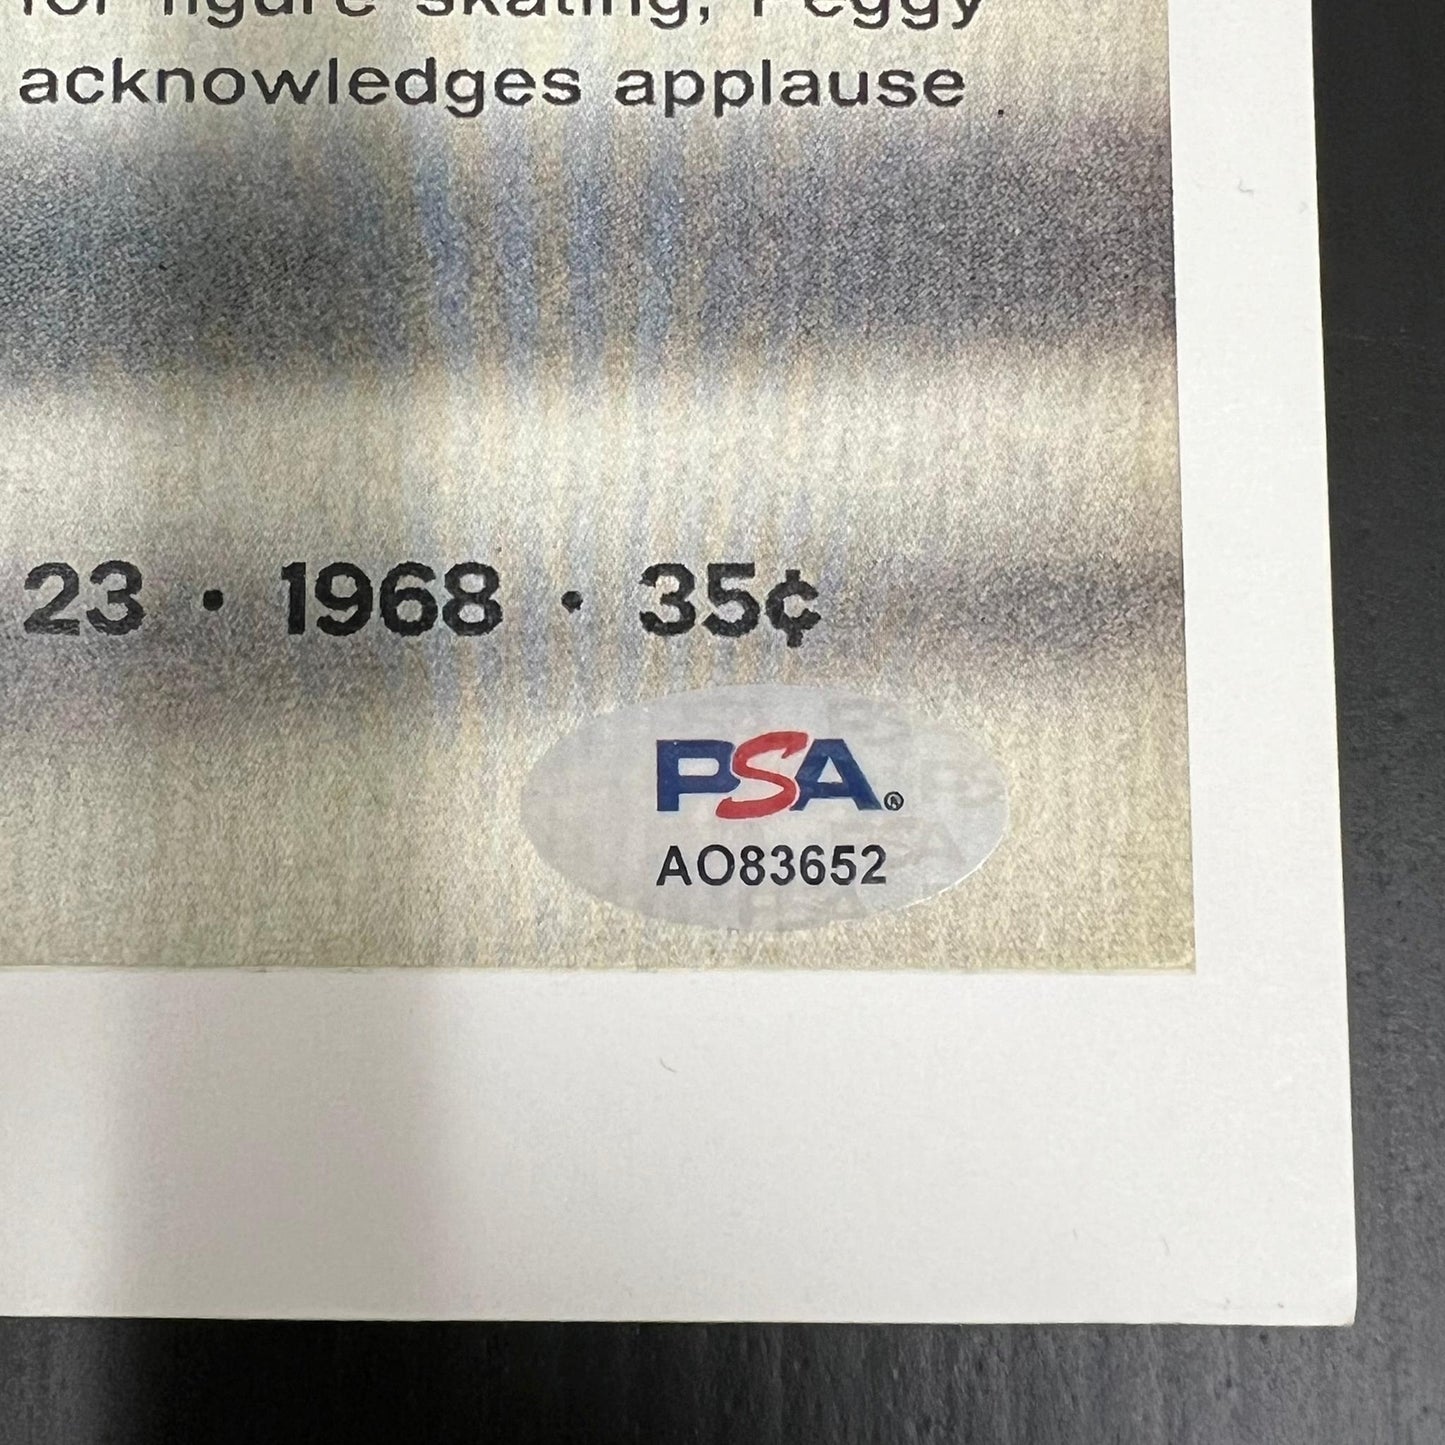 for figure skating, Peggy
acknowledges applause
23 · 1968 · 35¢
PSA®
AO83652